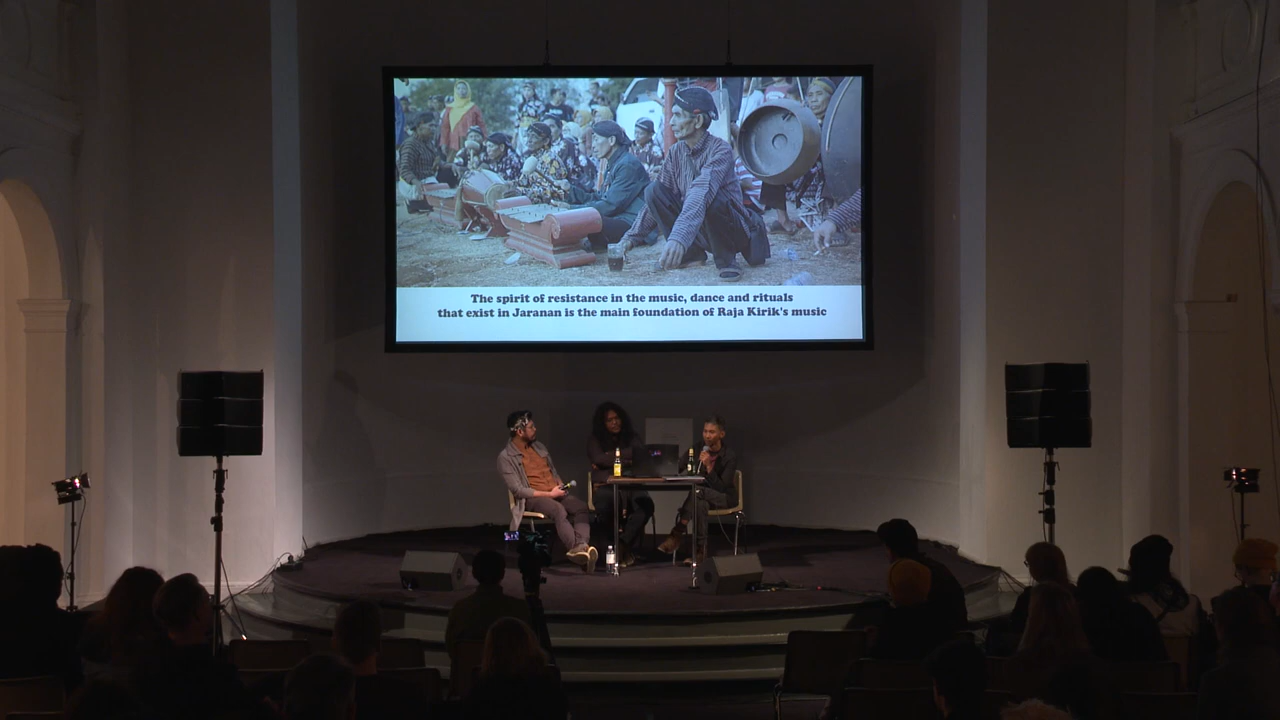 The spirit of resistance in the music, dance and rituals
that exist in Jaranan is the main foundation of Raja Kirik's music